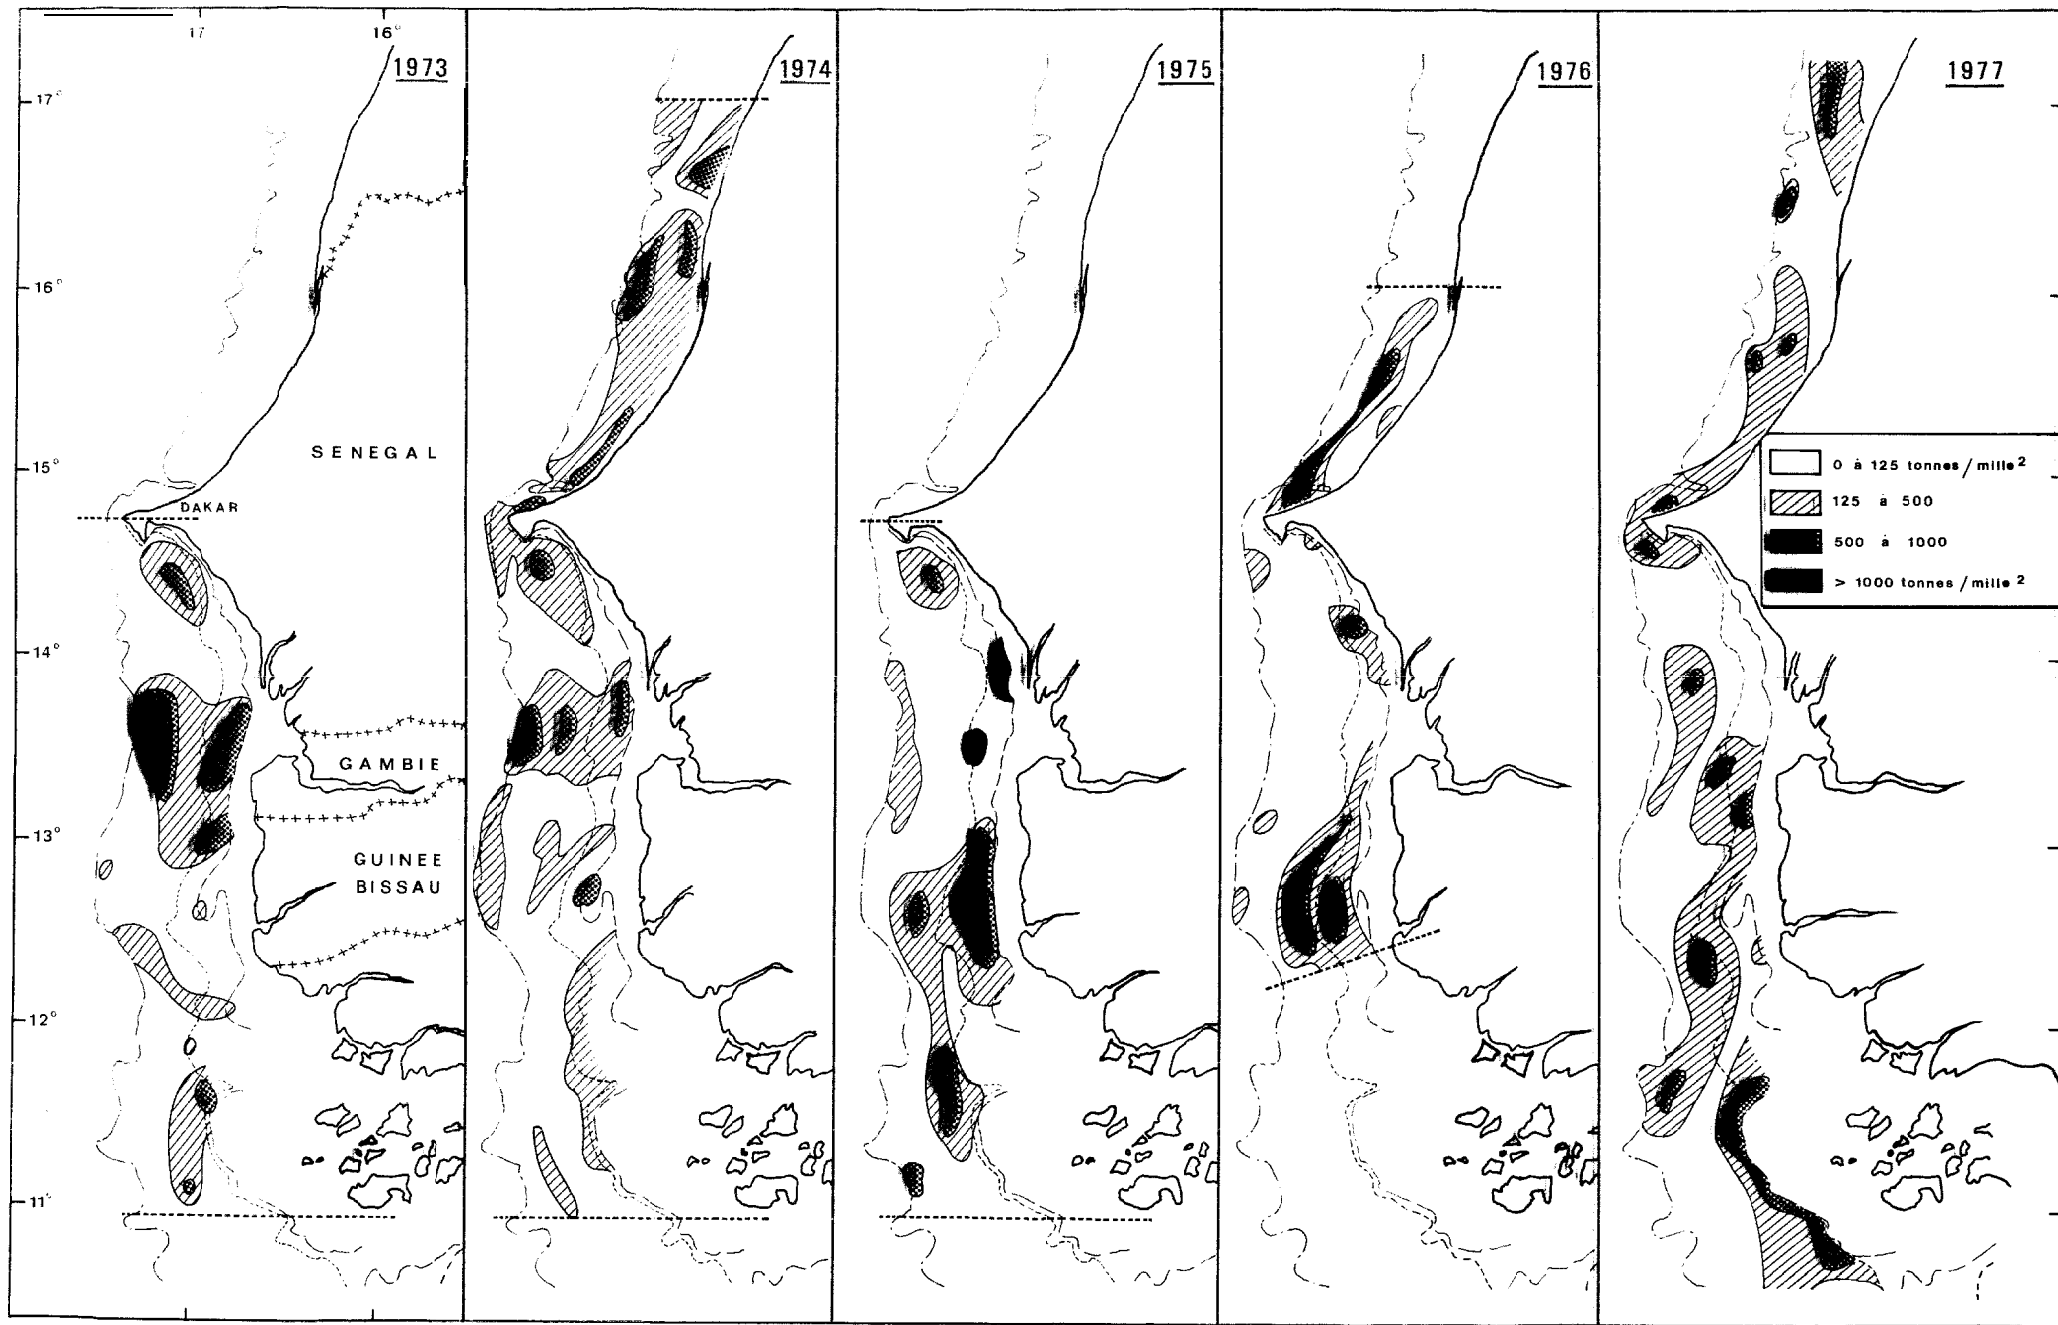 17 16°
1973
1974
1975
1976
1977
17°
16°
15°
14°
13°
12°
11°
SENEGAL
DAKAR
GAMBIE
GUINEE
BISSAU
0 à 125 tonnes/mille²
125 à 500
500 à 1000
> 1000 tonnes/mille²